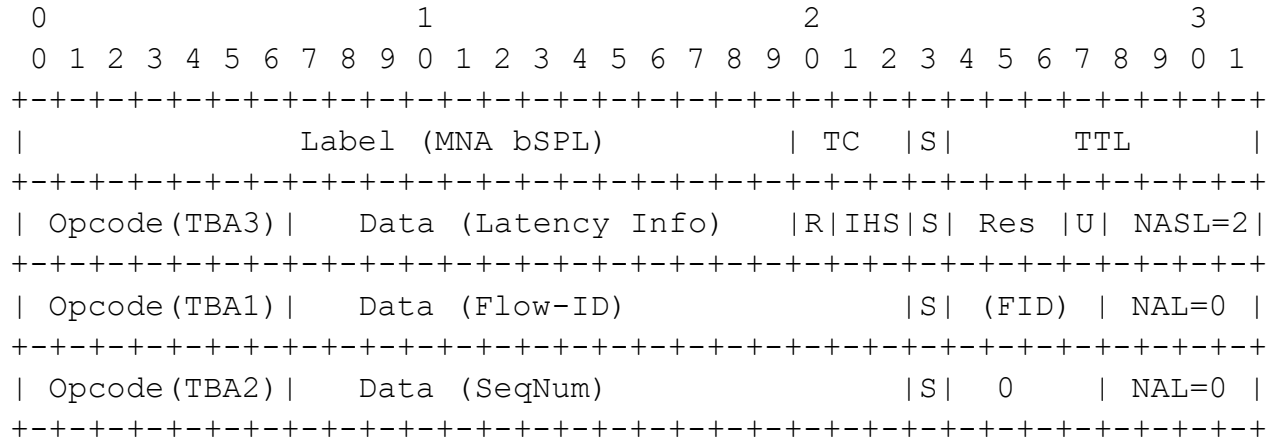 0                   1                   2                   3
 0 1 2 3 4 5 6 7 8 9 0 1 2 3 4 5 6 7 8 9 0 1 2 3 4 5 6 7 8 9 0 1
+-+-+-+-+-+-+-+-+-+-+-+-+-+-+-+-+-+-+-+-+-+-+-+-+-+-+-+-+-+-+-+-+
|              Label (MNA bSPL)         | TC  |S|      TTL      |
+-+-+-+-+-+-+-+-+-+-+-+-+-+-+-+-+-+-+-+-+-+-+-+-+-+-+-+-+-+-+-+-+
| Opcode(TBA3)|   Data (Latency Info)   |R|IHS|S| Res |U| NASL=2|
+-+-+-+-+-+-+-+-+-+-+-+-+-+-+-+-+-+-+-+-+-+-+-+-+-+-+-+-+-+-+-+-+
| Opcode(TBA1)|   Data (Flow-ID)              |S| (FID) | NAL=0 |
+-+-+-+-+-+-+-+-+-+-+-+-+-+-+-+-+-+-+-+-+-+-+-+-+-+-+-+-+-+-+-+-+
| Opcode(TBA2)|   Data (SeqNum)               |S|  0    | NAL=0 |
+-+-+-+-+-+-+-+-+-+-+-+-+-+-+-+-+-+-+-+-+-+-+-+-+-+-+-+-+-+-+-+-+